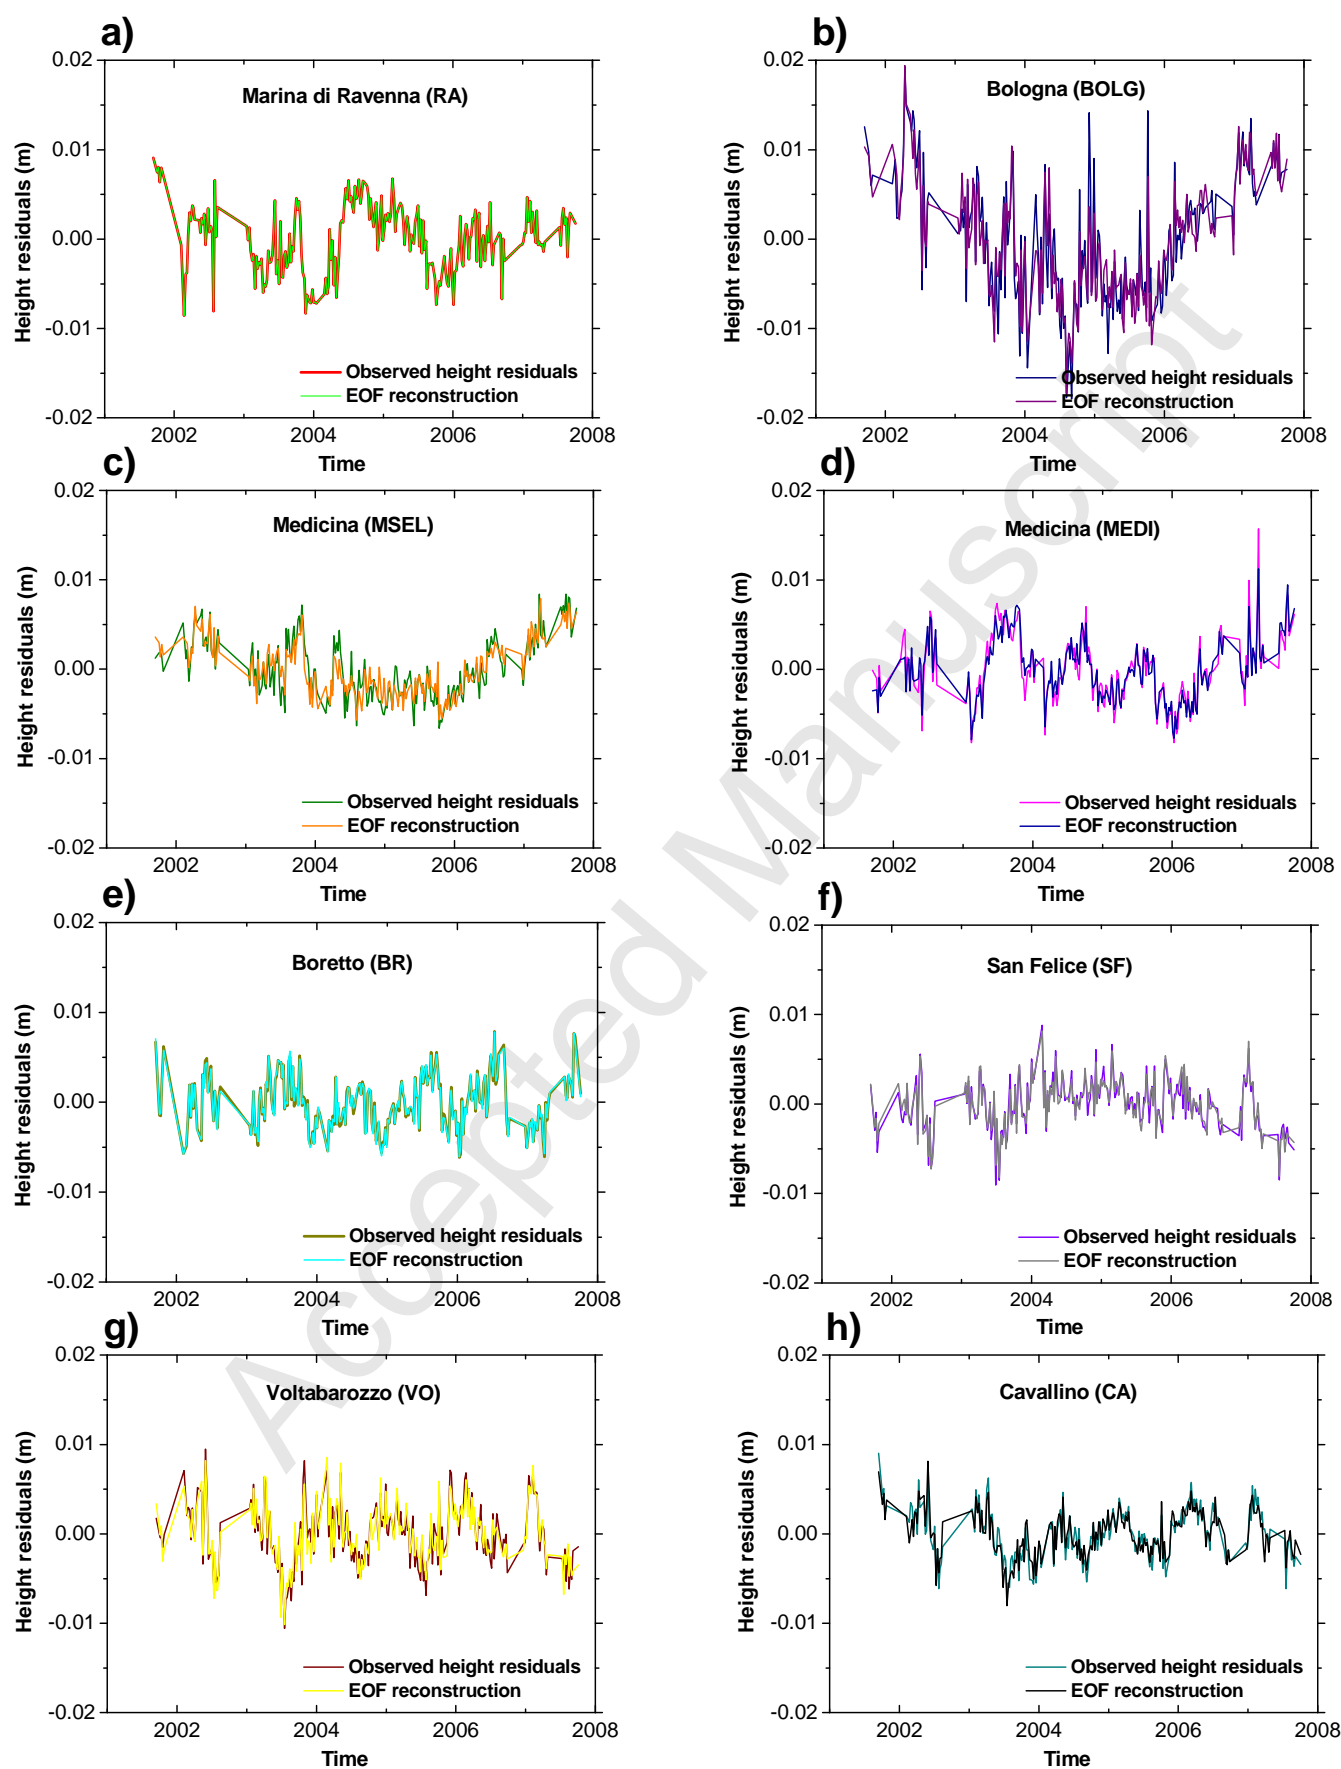 a)
0.02
0.01
0.00
-0.01
-0.02
Height residuals (m)
Marina di Ravenna (RA)
Observed height residuals
EOF reconstruction
2002 2004 2006 2008
Time
b)
0.02
0.01
0.00
-0.01
-0.02
Height residuals (m)
Bologna (BOLG)
Observed height residuals
EOF reconstruction
2002 2004 2006 2008
Time
c)
0.02
0.01
0.00
-0.01
-0.02
Height residuals (m)
Medicina (MSEL)
Observed height residuals
EOF reconstruction
2002 2004 2006 2008
Time
d)
0.02
0.01
0.00
-0.01
-0.02
Height residuals (m)
Medicina (MEDI)
Observed height residuals
EOF reconstruction
2002 2004 2006 2008
Time
e)
0.02
0.01
0.00
-0.01
-0.02
Height residuals (m)
Boretto (BR)
Observed height residuals
EOF reconstruction
2002 2004 2006 2008
Time
f)
0.02
0.01
0.00
-0.01
-0.02
Height residuals (m)
San Felice (SF)
Observed height residuals
EOF reconstruction
2002 2004 2006 2008
Time
g)
0.02
0.01
0.00
-0.01
-0.02
Height residuals (m)
Voltabarozzo (VO)
Observed height residuals
EOF reconstruction
2002 2004 2006 2008
Time
h)
0.02
0.01
0.00
-0.01
-0.02
Height residuals (m)
Cavallino (CA)
Observed height residuals
EOF reconstruction
2002 2004 2006 2008
Time
Accepted Manuscript